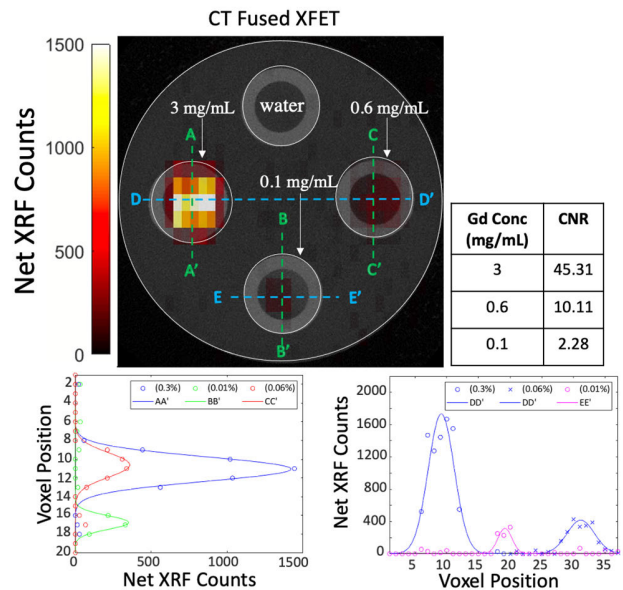 CT Fused XFET
Net XRF Counts
1500
1000
500
0
water
3 mg/mL
0.6 mg/mL
0.1 mg/mL
A
A'
B
B'
C
C'
D
D'
E
E'
Gd Conc (mg/mL) CNR
3 45.31
0.6 10.11
0.1 2.28
(0.3%) (0.01%) (0.06%)
AA' BB' CC'
Voxel Position
2
4
6
8
10
12
14
16
18
20
0 500 1000 1500
Net XRF Counts
(0.3%) (0.06%) (0.01%)
DD' DD' EE'
Net XRF Counts
2000
1600
1200
800
400
0
5 10 15 20 25 30 35
Voxel Position